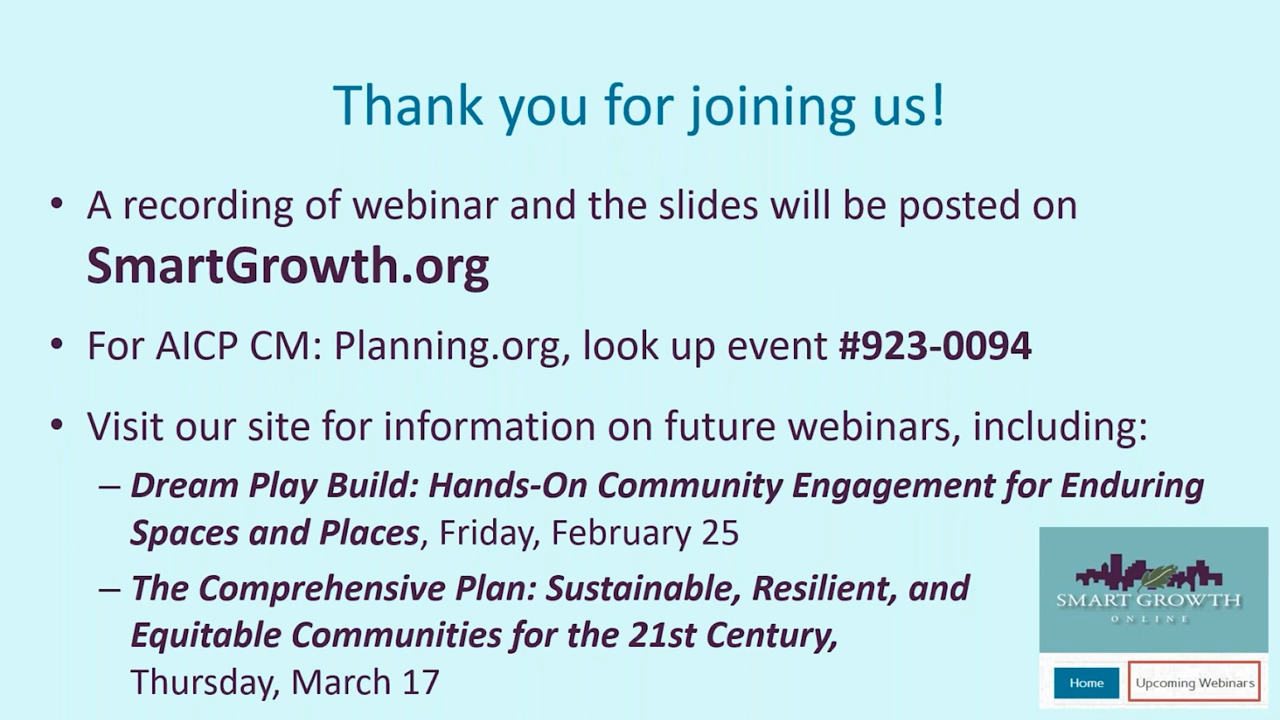 Thank you for joining us!
• A recording of webinar and the slides will be posted on
SmartGrowth.org
• For AICP CM: Planning.org, look up event #923-0094
• Visit our site for information on future webinars, including:
– Dream Play Build: Hands-On Community Engagement for Enduring
Spaces and Places, Friday, February 25
– The Comprehensive Plan: Sustainable, Resilient, and
Equitable Communities for the 21st Century,
Thursday, March 17
SMART GROWTH
ONLINE
Home Upcoming Webinars